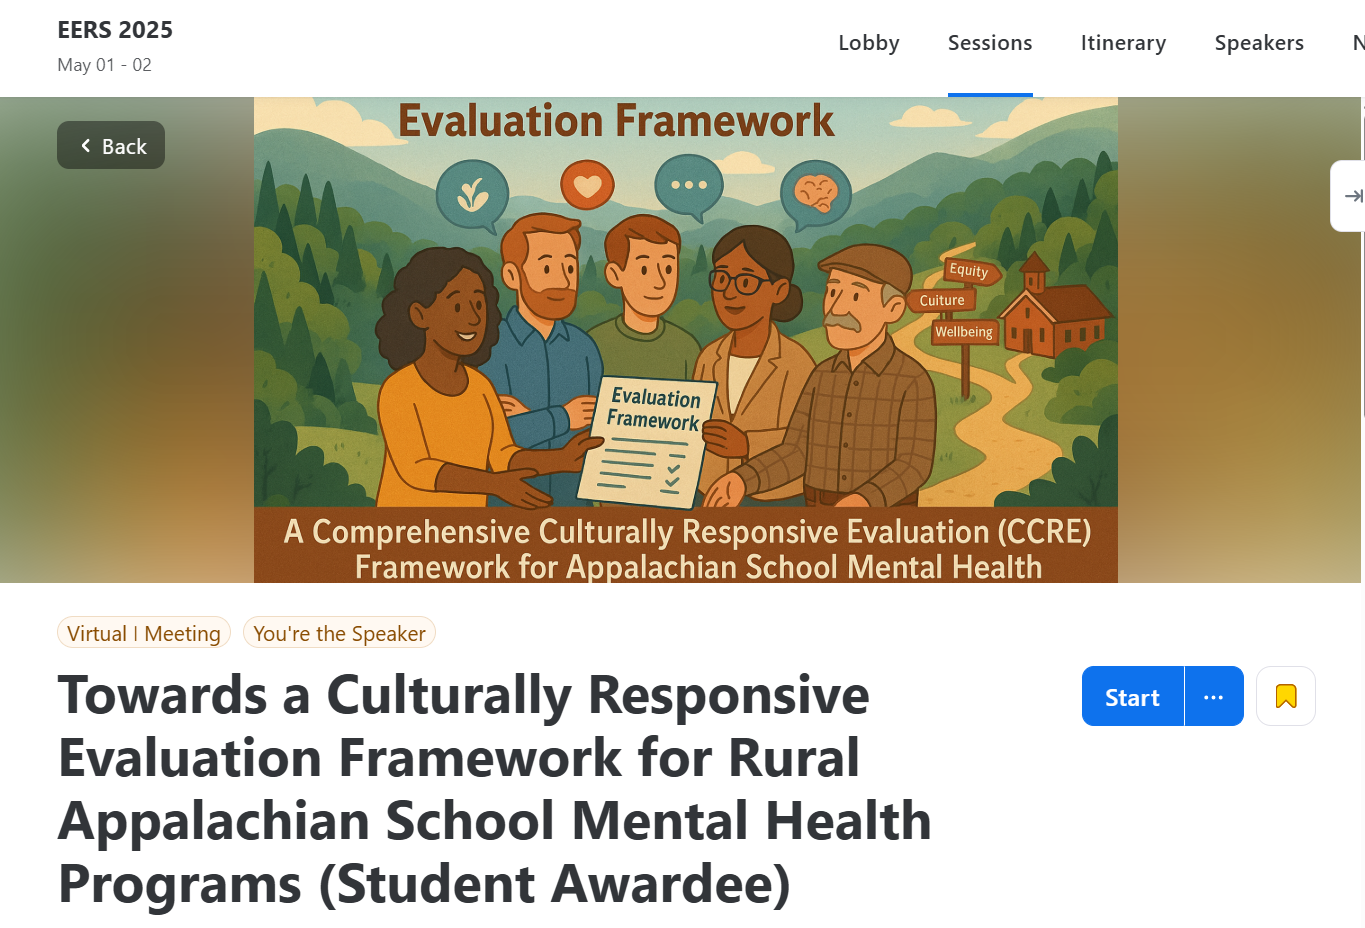 EERS 2025
May 01 - 02
Lobby
Sessions
Itinerary
Speakers
Back
Evaluation Framework
Equity
Culture
Wellbeing
Evaluation
Framework
A Comprehensive Culturally Responsive Evaluation (CCRE)
Framework for Appalachian School Mental Health
Virtual | Meeting
You're the Speaker
Towards a Culturally Responsive
Evaluation Framework for Rural
Appalachian School Mental Health
Programs (Student Awardee)
Start